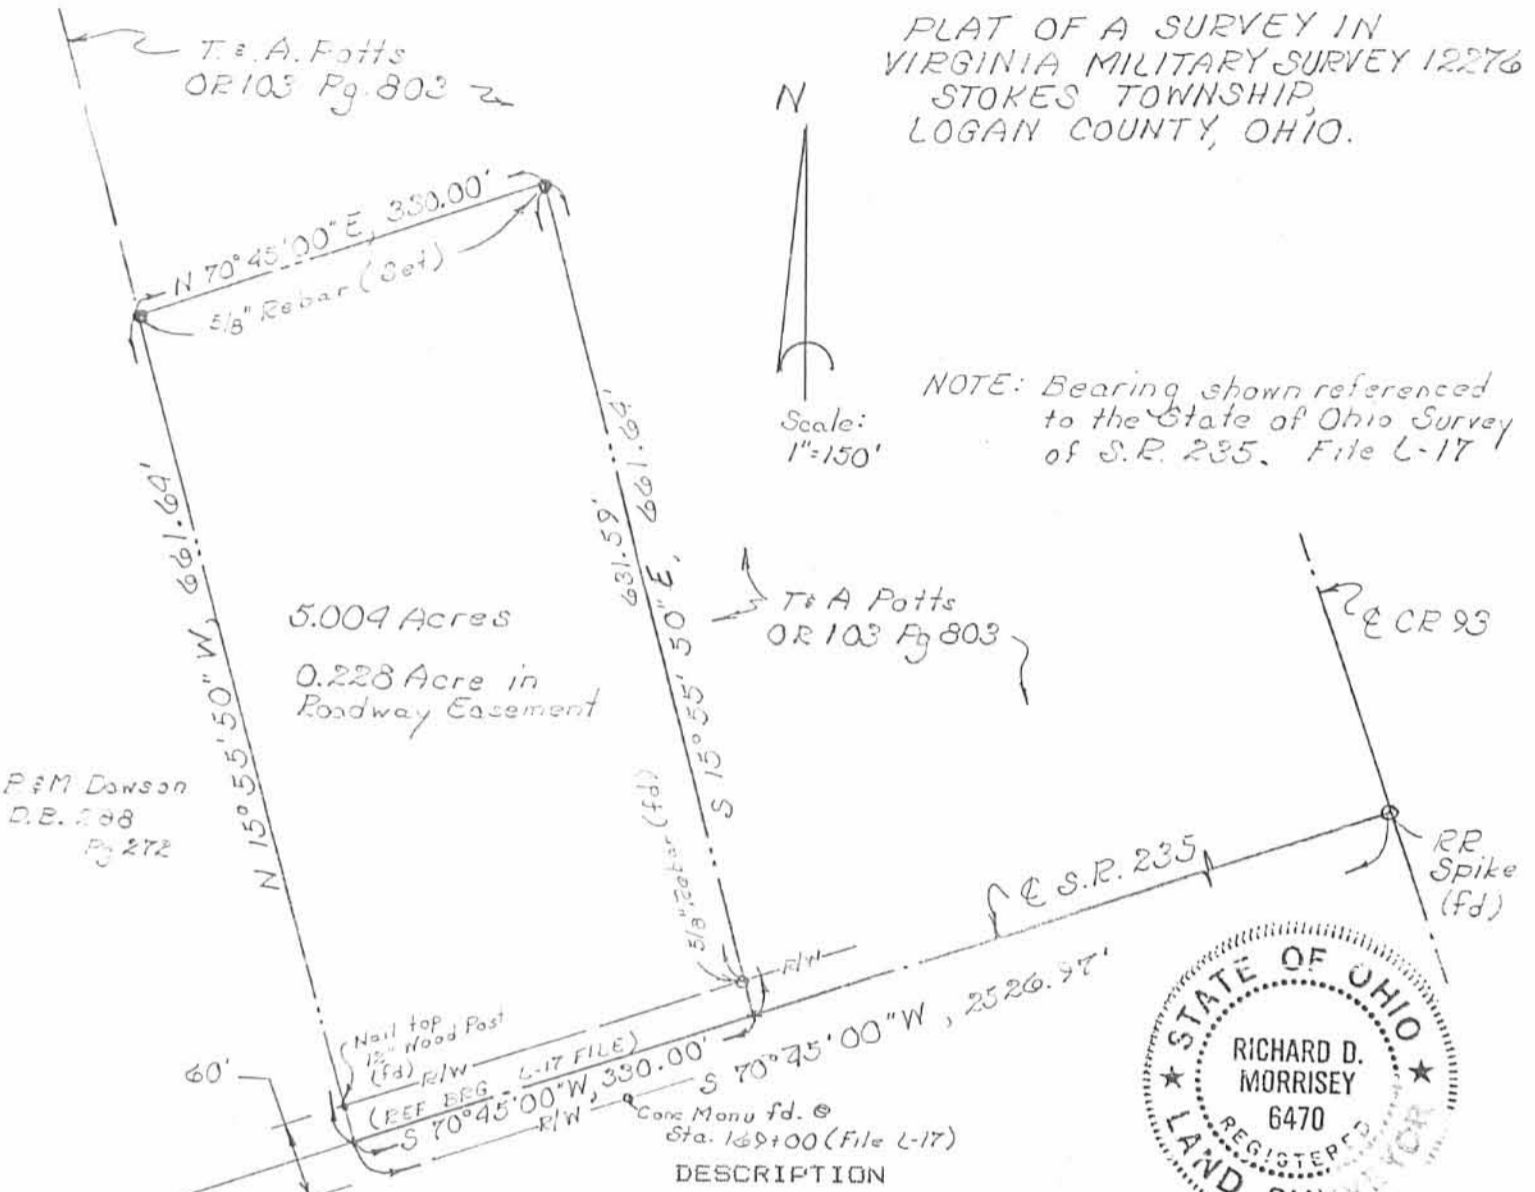 PLAT OF A SURVEY IN
VIRGINIA MILITARY SURVEY 12276
STOKES TOWNSHIP,
LOGAN COUNTY, OHIO.
T. & A. Potts
OR 103 Pg. 803
N
Scale:
1"=150'
NOTE: Bearing shown referenced
to the State of Ohio Survey
of S.R. 235. File L-17
N 70° 45' 00" E, 330.00'
5/8" Rebar (Set)
N 15° 55' 50" W, 661.64'
631.59'
S 15° 55' 50" E, 661.64'
5.004 Acres
0.228 Acre in
Roadway Easement
T & A Potts
OR 103 Pg 803
℄ CR 93
P & M Dawson
D.B. 288
Pg 272
5/8" Rebar (fd)
℄ S.R. 235
RR
Spike
(fd)
R/W
Nail top
12" Wood Post
(fd)
R/W
60'
(REF BRG - L-17 FILE)
S 70° 45' 00" W, 330.00'
S 70° 45' 00" W, 2526.97'
R/W
Conc Monu fd. @
Sta. 169+00 (File L-17)
DESCRIPTION
STATE OF OHIO
RICHARD D.
MORRISEY
6470
REGISTERED
LAND SURVEYOR